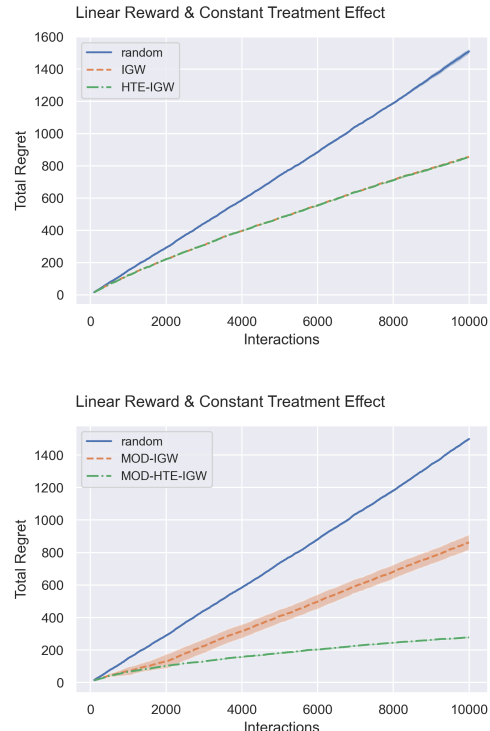 Linear Reward & Constant Treatment Effect
1600
1400
1200
1000
800
600
400
200
0
Total Regret
random
IGW
HTE-IGW
0 2000 4000 6000 8000 10000
Interactions
Linear Reward & Constant Treatment Effect
1400
1200
1000
800
600
400
200
0
Total Regret
random
MOD-IGW
MOD-HTE-IGW
0 2000 4000 6000 8000 10000
Interactions